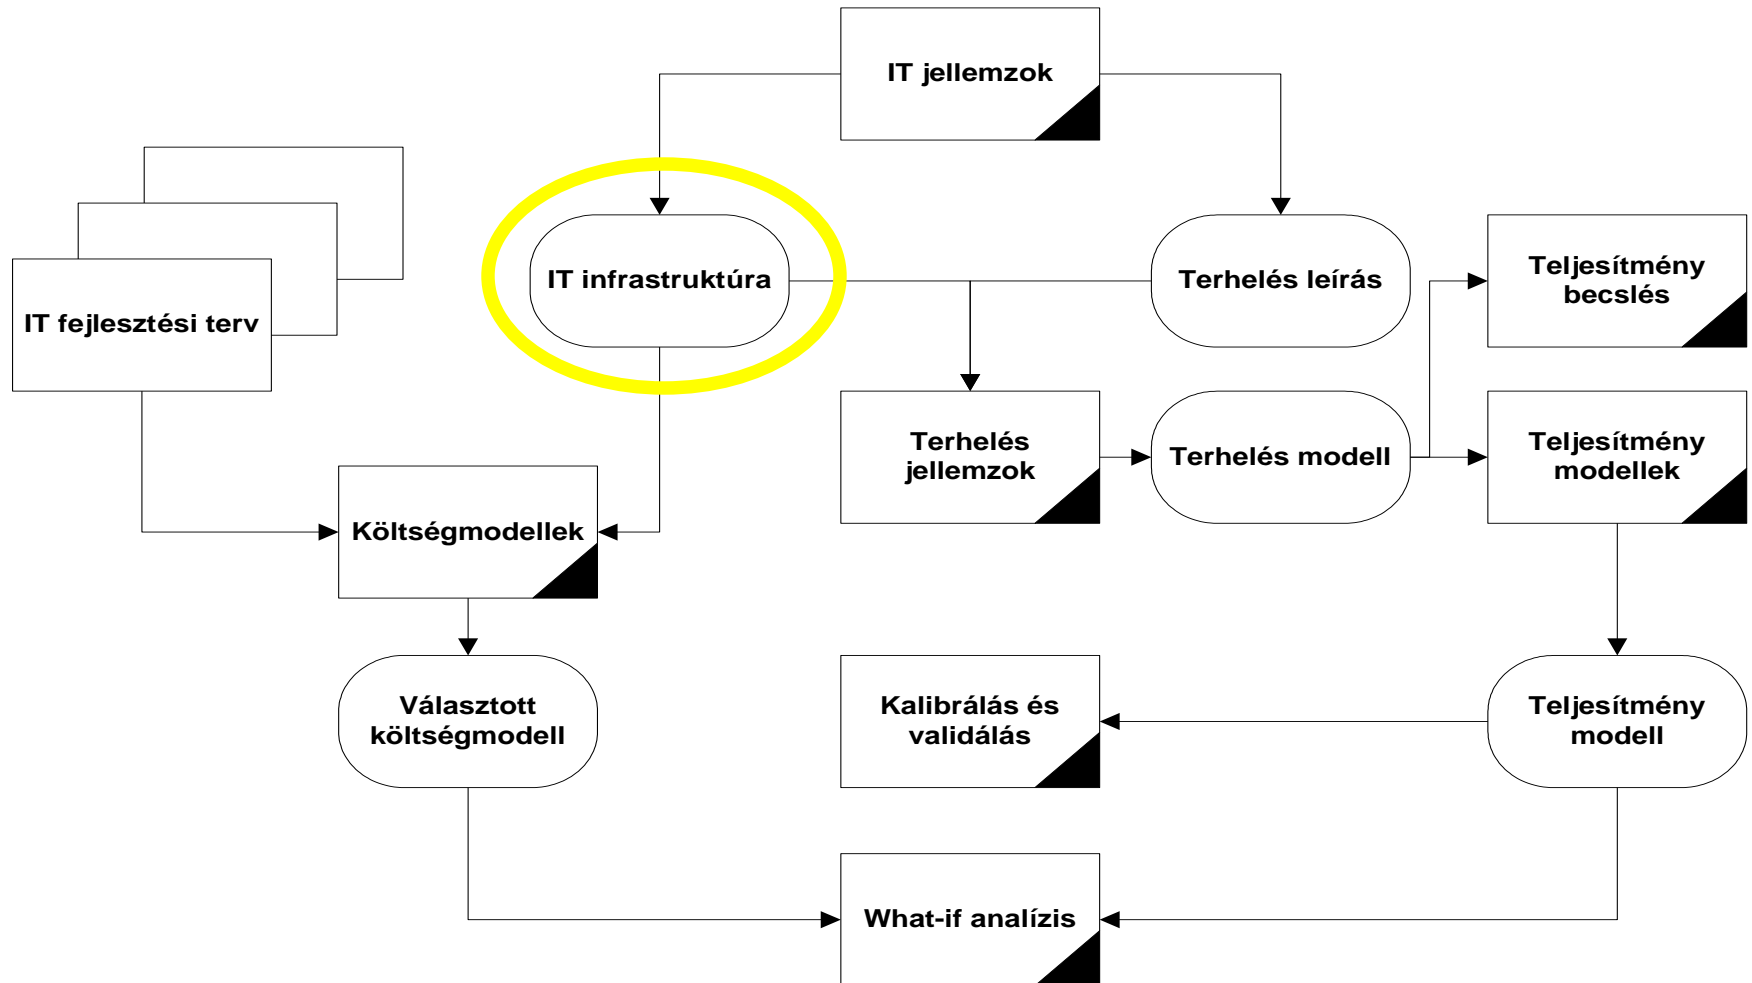 IT jellemzok
IT infrastruktúra
Terhelés leírás
Teljesítmény
becslés
IT fejlesztési terv
Terhelés
jellemzok
Terhelés modell
Teljesítmény
modellek
Költségmodellek
Választott
költségmodell
Kalibrálás és
validálás
Teljesítmény
modell
What-if analízis